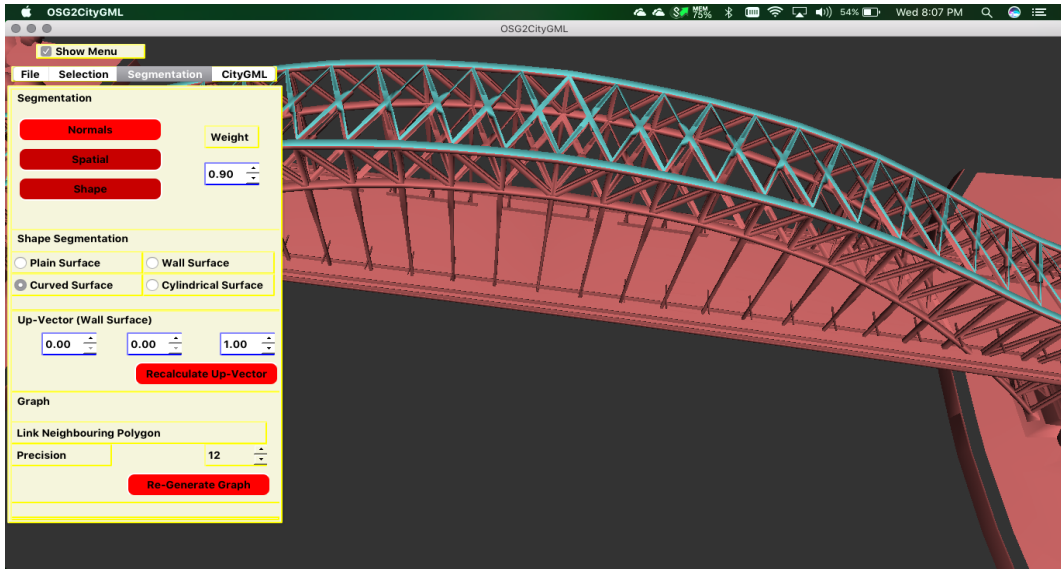 OSG2CityGML MEM 75% 54% Wed 8:07 PM
OSG2CityGML
Show Menu
File Selection Segmentation CityGML
Segmentation
Normals
Weight
Spatial
0.90
Shape
Shape Segmentation
Plain Surface Wall Surface
Curved Surface Cylindrical Surface
Up-Vector (Wall Surface)
0.00 0.00 1.00
Recalculate Up-Vector
Graph
Link Neighbouring Polygon
Precision 12
Re-Generate Graph